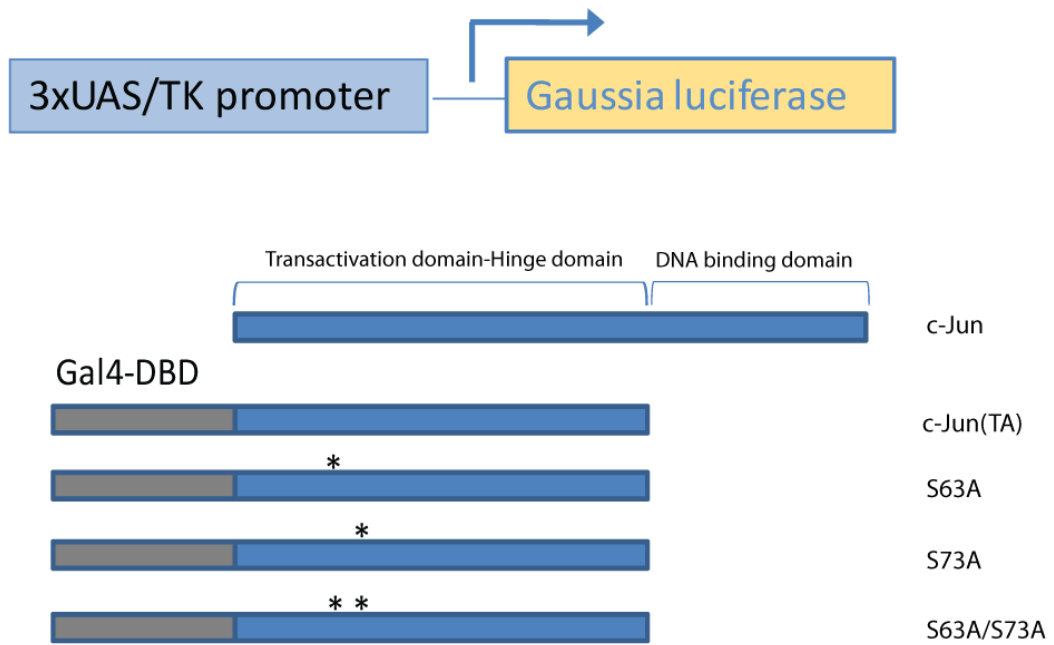 3xUAS/TK promoter
Gaussia luciferase
Transactivation domain-Hinge domain
DNA binding domain
c-Jun
Gal4-DBD
c-Jun(TA)
*
S63A
*
S73A
* *
S63A/S73A